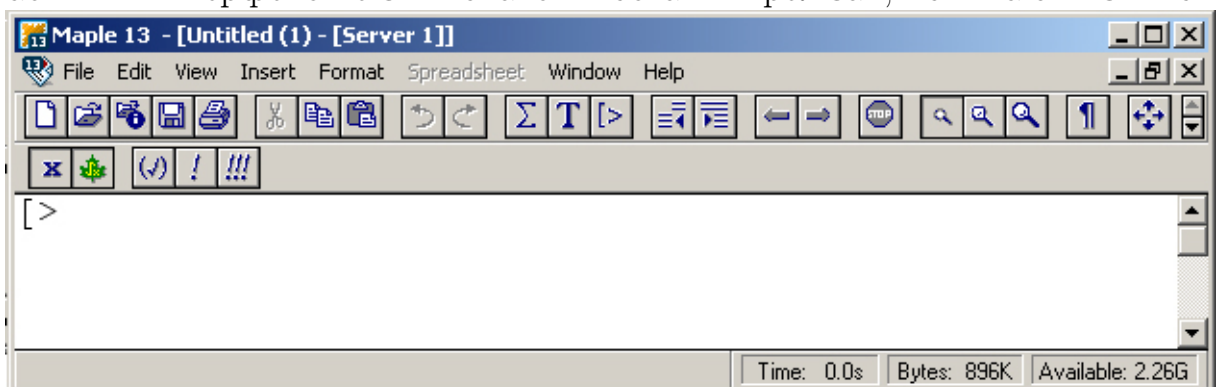 Maple 13 - [Untitled (1) - [Server 1]]
File Edit View Insert Format Spreadsheet Window Help
Σ T [> STOP ¶
x (√) ! !!!
[>
Time: 0.0s Bytes: 896K Available: 2.26G